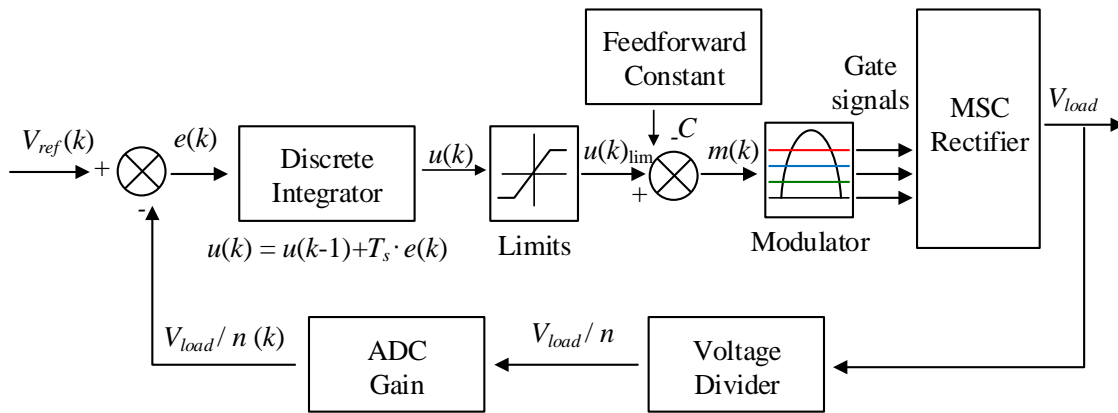 Feedforward
Constant
Gate
signals
MSC
Rectifier
V_load
V_ref(k)
+
-
e(k)
Discrete
Integrator
u(k)
u(k)_lim
+
-C
m(k)
u(k) = u(k-1)+T_s·e(k)
Limits
Modulator
V_load/ n (k)
ADC
Gain
V_load/ n
Voltage
Divider